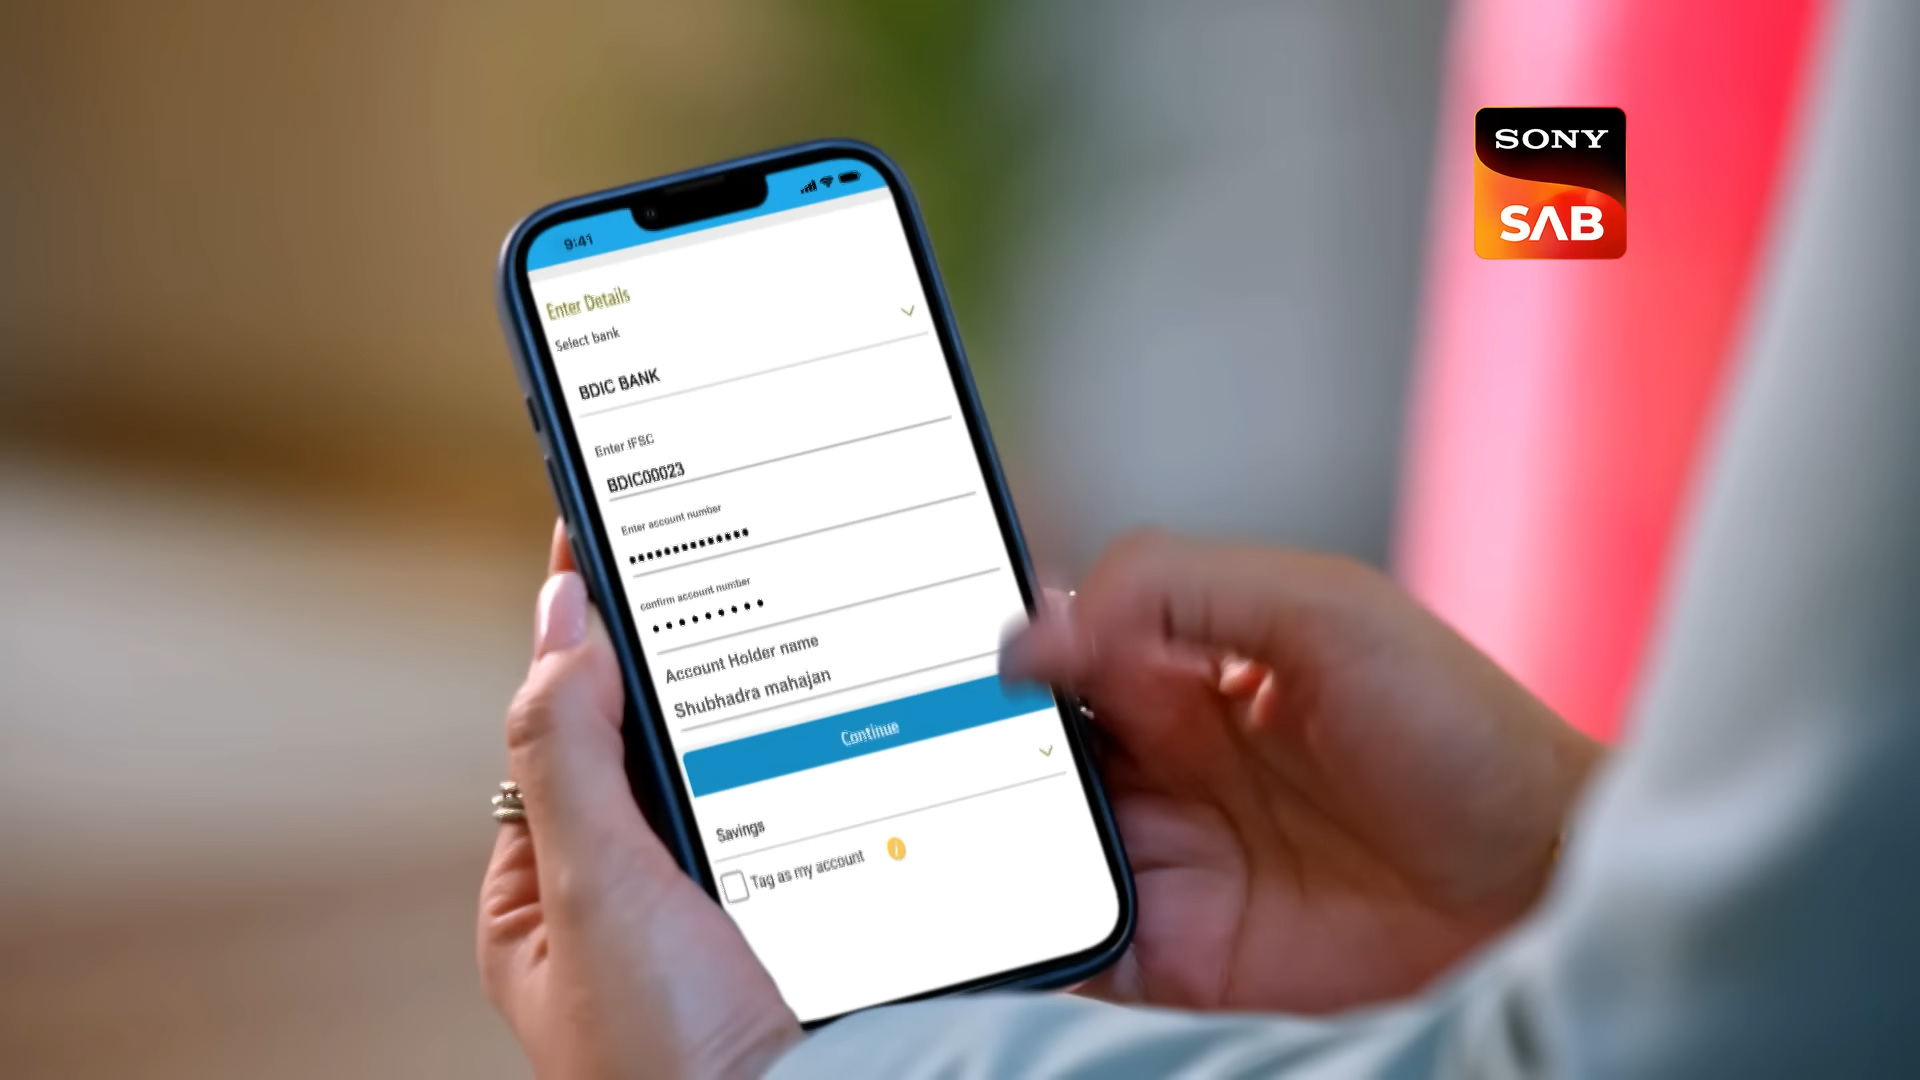 SONY
SAB
9:41
Enter Details
Select bank
BDIC BANK
Enter IFSC
BDIC00023
Enter account number
••••••••••••••
confirm account number
•••••••••
Account Holder name
Shubhadra mahajan
Continue
Savings
Tag as my account
i